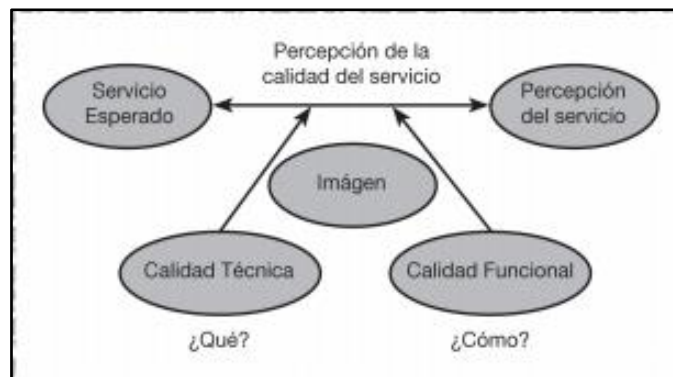 Percepción de la
calidad del servicio
Servicio
Esperado
Percepción
del servicio
Imágen
Calidad Técnica
Calidad Funcional
¿Qué?
¿Cómo?